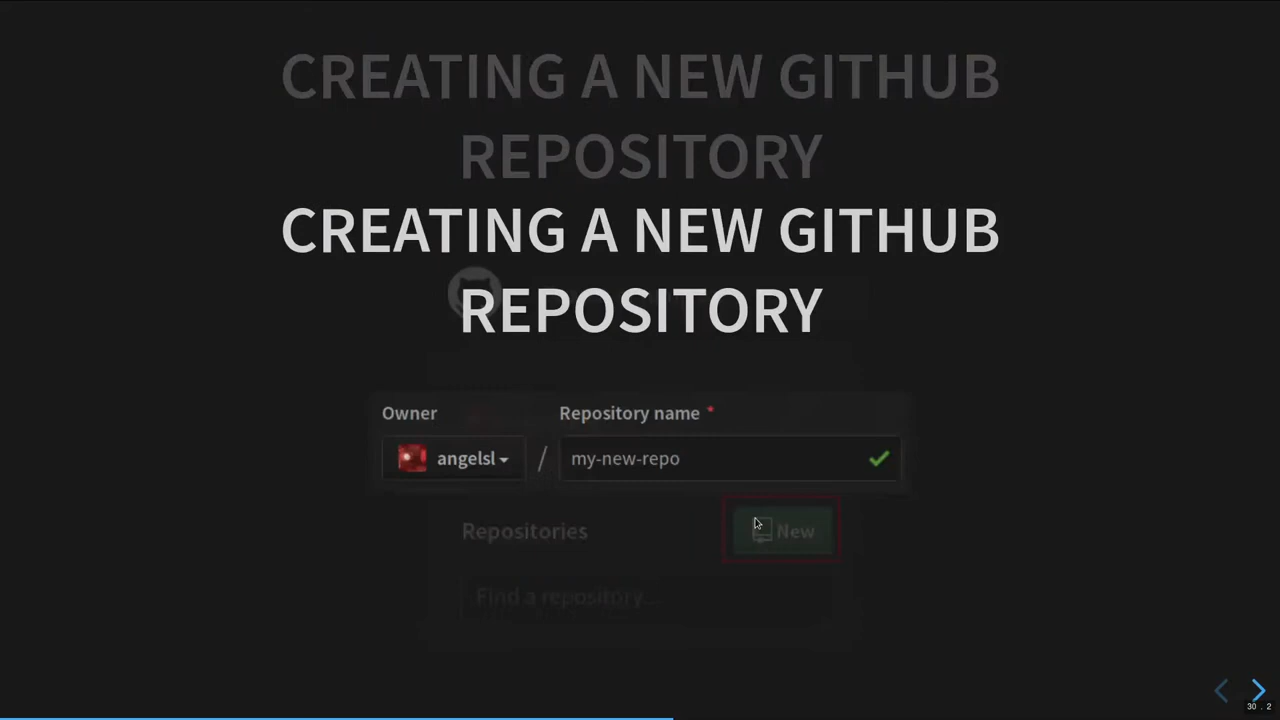 CREATING A NEW GITHUB
REPOSITORY
CREATING A NEW GITHUB
REPOSITORY
Owner
Repository name *
angelsl
/
my-new-repo
Repositories
New
Find a repository...
30 . 2